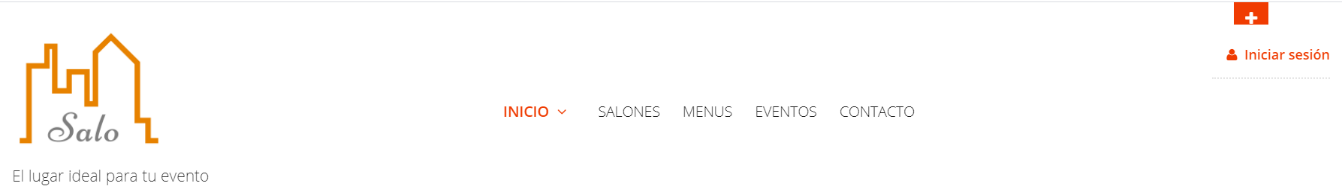 Iniciar sesión
INICIO SALONES MENUS EVENTOS CONTACTO
Salo
El lugar ideal para tu evento